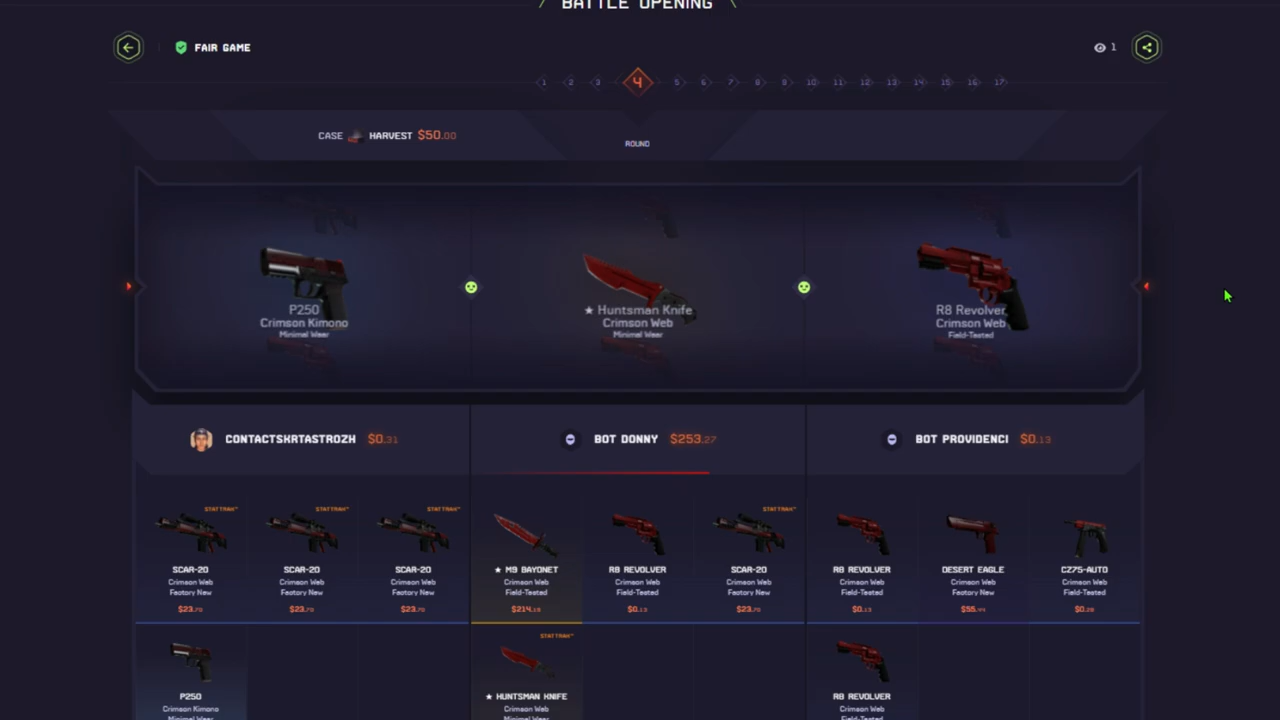 BATTLE OPENING
FAIR GAME
1
1 2 3 4 5 6 7 8 9 10 11 12 13 14 15 16 17
CASE HARVEST $50.00
ROUND
P250
Crimson Kimono
Minimal Wear
★ Huntsman Knife
Crimson Web
Minimal Wear
R8 Revolver
Crimson Web
Field-Tested
CONTACTSKRTASTROZH $0.31
BOT DONNY $253.27
BOT PROVIDENCI $0.13
STATTRAK™
SCAR-20
Crimson Web
Factory New
$23.70
STATTRAK™
SCAR-20
Crimson Web
Factory New
$23.70
STATTRAK™
SCAR-20
Crimson Web
Factory New
$23.70
★ M9 BAYONET
Crimson Web
Field-Tested
R8 REVOLVER
Crimson Web
Field-Tested
$0.13
STATTRAK™
SCAR-20
Crimson Web
Factory New
$23.70
R8 REVOLVER
Crimson Web
Field-Tested
$0.13
DESERT EAGLE
Crimson Web
Factory New
CZ75-AUTO
Crimson Web
Field-Tested
P250
Crimson Kimono
Minimal Wear
STATTRAK™
★ HUNTSMAN KNIFE
Crimson Web
Minimal Wear
R8 REVOLVER
Crimson Web
Field-Tested